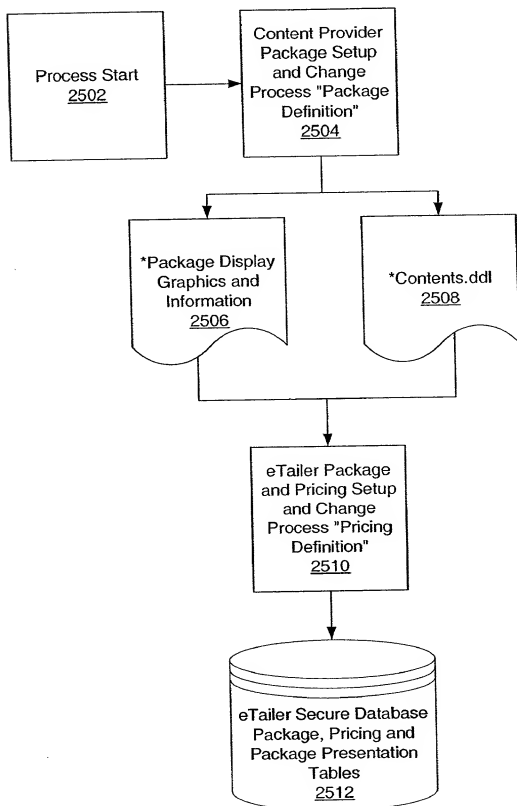 Process Start
2502
Content Provider
Package Setup
and Change
Process "Package
Definition"
2504
*Package Display
Graphics and
Information
2506
*Contents.ddl
2508
eTailer Package
and Pricing Setup
and Change
Process "Pricing
Definition"
2510
eTailer Secure Database
Package, Pricing and
Package Presentation
Tables
2512